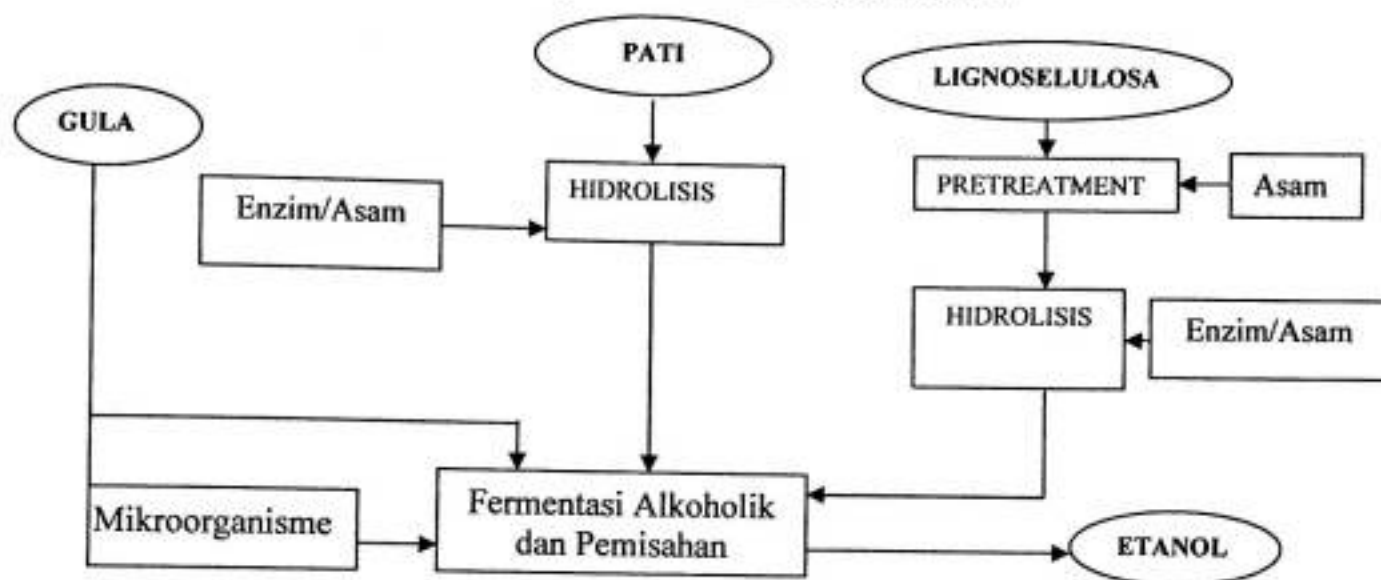 PATI
LIGNOSELULOSA
GULA
HIDROLISIS
PRETREATMENT
Asam
Enzim/Asam
HIDROLISIS
Enzim/Asam
Fermentasi Alkoholik
dan Pemisahan
Mikroorganisme
ETANOL